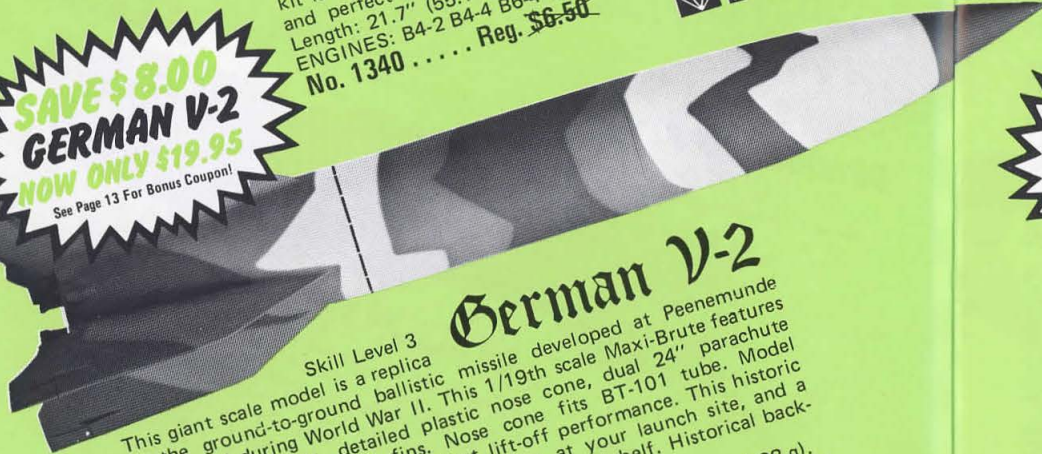 kit
and perfect
Length: 21.7" (55.
ENGINES: B4-2 B4-4 B6-
No. 1340 ..... Reg. $6.50
SAVE $8.00
GERMAN V-2
NOW ONLY $19.95
See Page 13 For Bonus Coupon!
German V-2
Skill Level 3
This giant scale model is a replica
the ground-to-ground ballistic missile developed at Peenemunde
during World War II. This 1/19th scale Maxi-Brute features
detailed plastic nose cone, dual 24" parachute
fins. Nose cone fits BT-101 tube. Model
lift-off performance. This historic
at your launch site, and a
Historical back-
g).